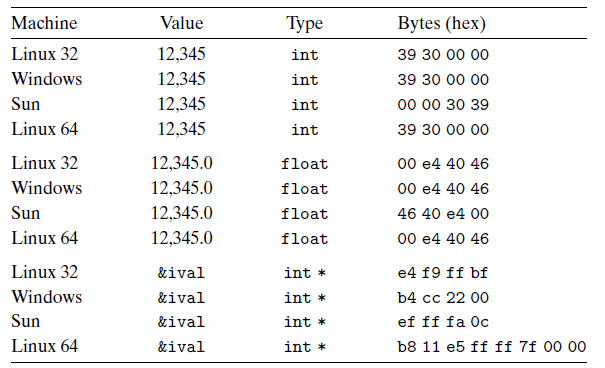 Machine Value Type Bytes (hex)
Linux 32 12,345 int 39 30 00 00
Windows 12,345 int 39 30 00 00
Sun 12,345 int 00 00 30 39
Linux 64 12,345 int 39 30 00 00
Linux 32 12,345.0 float 00 e4 40 46
Windows 12,345.0 float 00 e4 40 46
Sun 12,345.0 float 46 40 e4 00
Linux 64 12,345.0 float 00 e4 40 46
Linux 32 &ival int * e4 f9 ff bf
Windows &ival int * b4 cc 22 00
Sun &ival int * ef ff fa 0c
Linux 64 &ival int * b8 11 e5 ff ff 7f 00 00